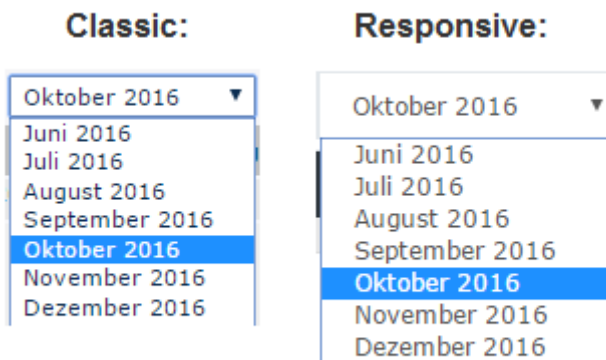 Classic:
Oktober 2016
Juni 2016
Juli 2016
August 2016
September 2016
Oktober 2016
November 2016
Dezember 2016
Responsive:
Oktober 2016
Juni 2016
Juli 2016
August 2016
September 2016
Oktober 2016
November 2016
Dezember 2016